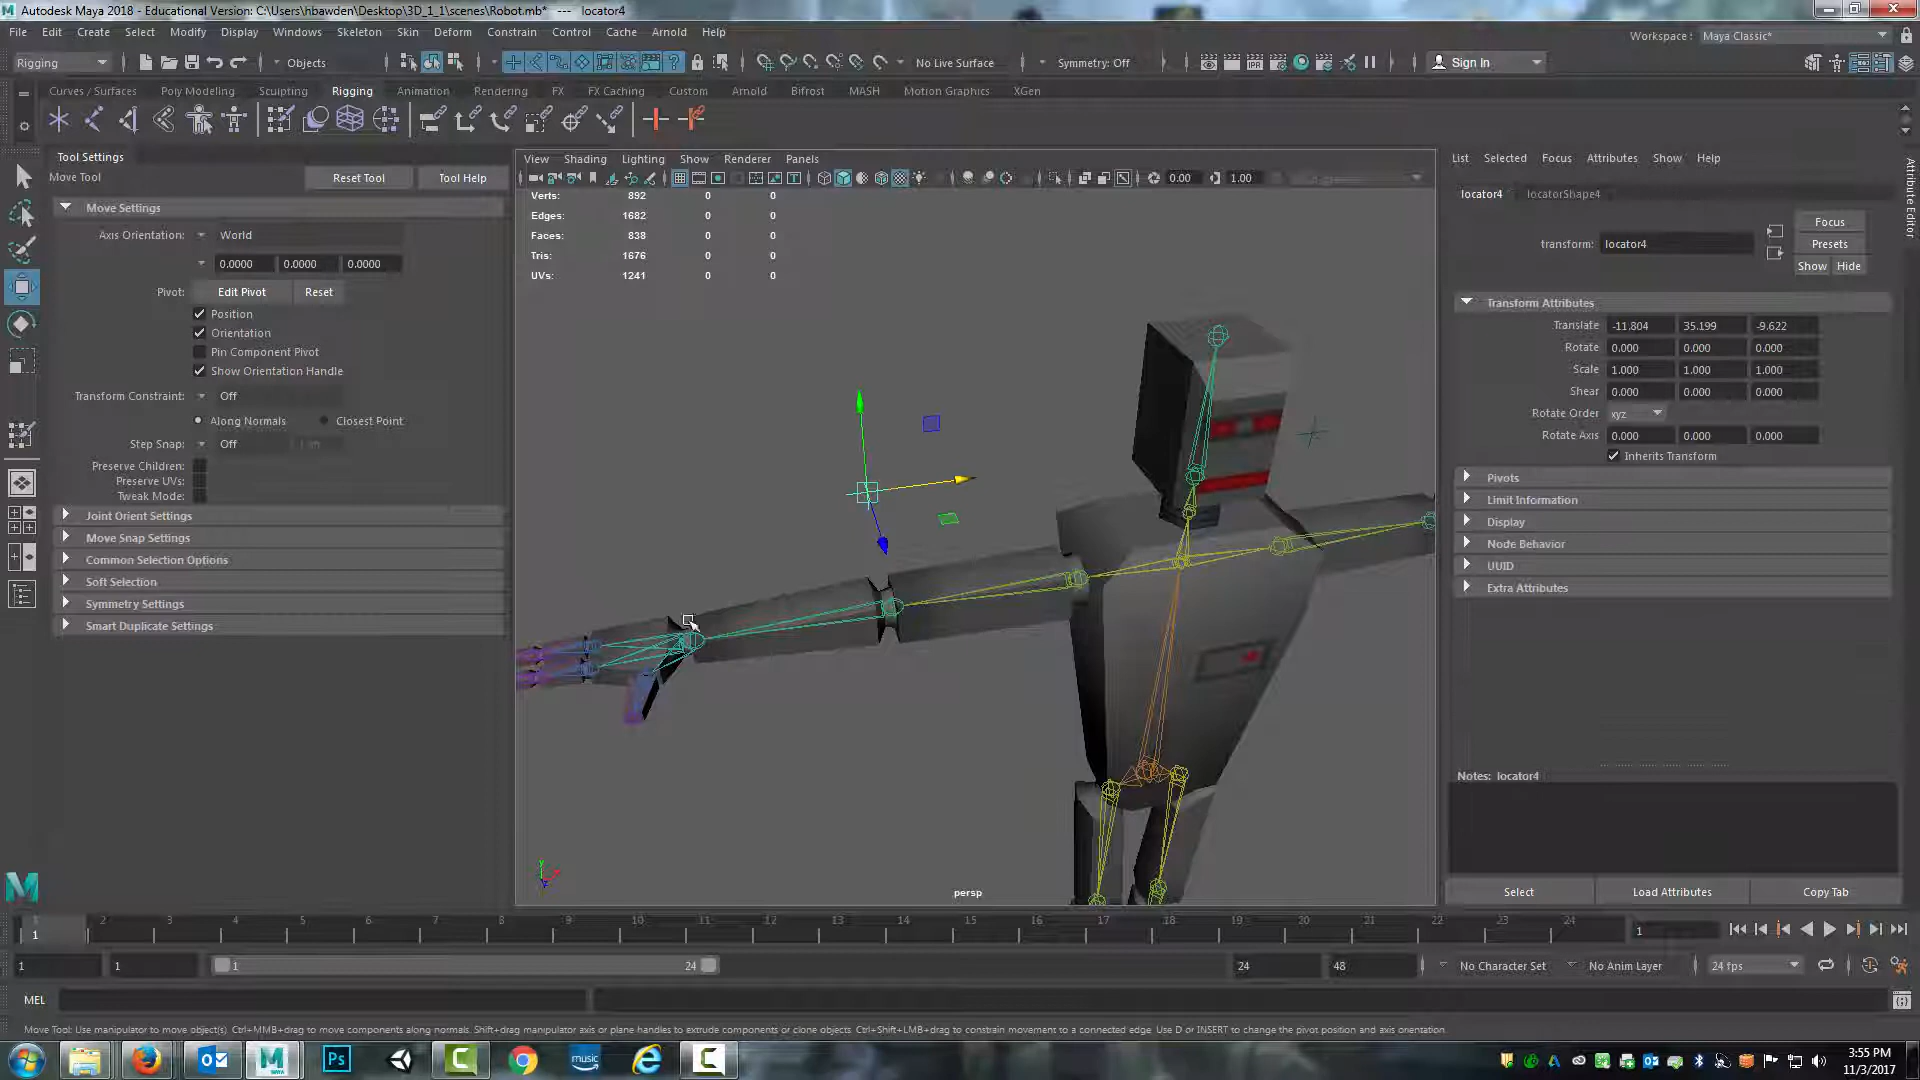 Autodesk Maya 2018 - Educational Version: C:\Users\hbawden\Desktop\3D_1_1\scenes\Robot.mb*   ---   locator4
File Edit Create Select Modify Display Windows Skeleton Skin Deform Constrain Control Cache Arnold Help
Workspace : Maya Classic*
Rigging Objects No Live Surface Symmetry: Off Sign In
Curves / Surfaces Poly Modeling Sculpting Rigging Animation Rendering FX FX Caching Custom Arnold Bifrost MASH Motion Graphics XGen
Tool Settings
Move Tool Reset Tool Tool Help
Move Settings
Axis Orientation: World
0.0000 0.0000 0.0000
Pivot: Edit Pivot Reset
Position
Orientation
Pin Component Pivot
Show Orientation Handle
Transform Constraint: Off
Along Normals Closest Point
Step Snap: Off
Preserve Children:
Preserve UVs:
Tweak Mode:
Joint Orient Settings
Move Snap Settings
Common Selection Options
Soft Selection
Symmetry Settings
Smart Duplicate Settings
View Shading Lighting Show Renderer Panels
0.00 1.00
Verts: 892 0 0
Edges: 1682 0 0
Faces: 838 0 0
Tris: 1676 0 0
UVs: 1241 0 0
persp
List Selected Focus Attributes Show Help
locator4 locatorShape4
Focus
transform: locator4 Presets
Show Hide
Transform Attributes
Translate -11.804 35.199 -9.622
Rotate 0.000 0.000 0.000
Scale 1.000 1.000 1.000
Shear 0.000 0.000 0.000
Rotate Order xyz
Rotate Axis 0.000 0.000 0.000
Inherits Transform
Pivots
Limit Information
Display
Node Behavior
UUID
Extra Attributes
Notes: locator4
Select Load Attributes Copy Tab
Attribute Editor
1 2 3 4 5 6 7 8 9 10 11 12 13 14 15 16 17 18 19 20 21 22 23 24
1 1
1 1 1 24 24 48 No Character Set No Anim Layer 24 fps
MEL
Move Tool: Use manipulator to move object(s). Ctrl+MMB+drag to move components along normals. Shift+drag manipulator axis or plane handles to extrude components or clone objects. Ctrl+Shift+LMB+drag to constrain movement to a connected edge. Use D or INSERT to change the pivot position and axis orientation.
Ps music
3:55 PM
11/3/2017